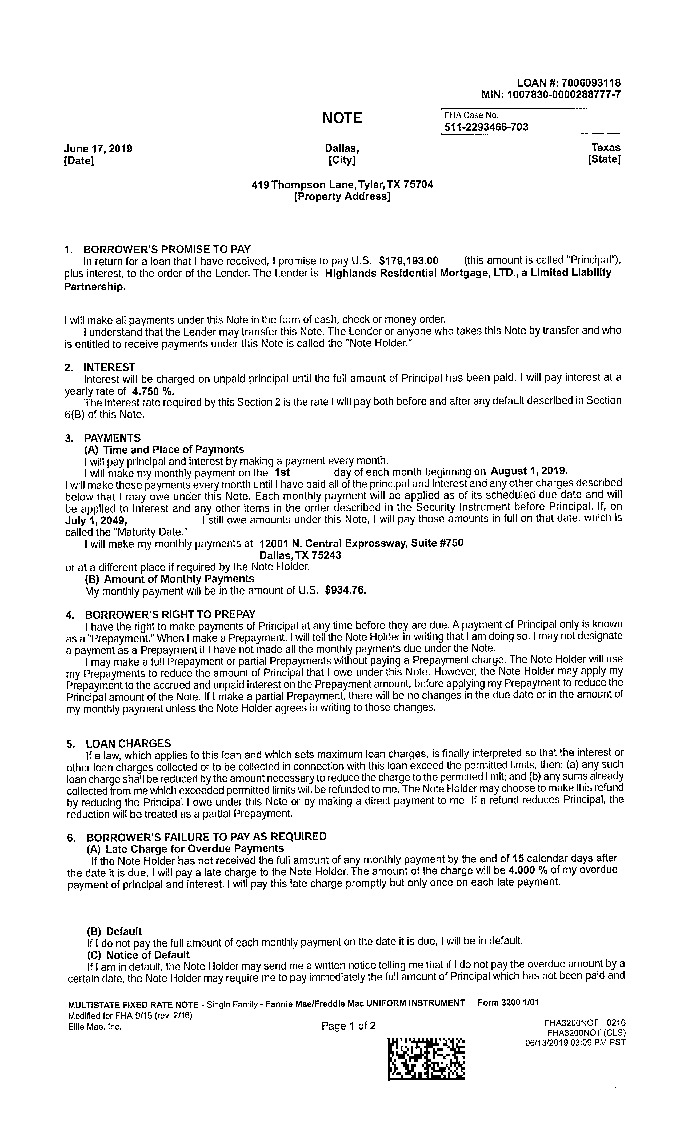 LOAN #: 7006093118
MIN: 1007830-0000288777-7
NOTE
FHA Case No.
511-2293466-703
June 17, 2019 Dallas, Texas
[Date] [City] [State]
419 Thompson Lane, Tyler, TX 75704
[Property Address]
1. BORROWER'S PROMISE TO PAY
In return for a loan that I have received, I promise to pay U.S. $179,193.00 (this amount is called "Principal"),
plus interest, to the order of the Lender. The Lender is Highlands Residential Mortgage, LTD., a Limited Liability
Partnership.
I will make all payments under this Note in the form of cash, check or money order.
I understand that the Lender may transfer this Note. The Lender or anyone who takes this Note by transfer and who
is entitled to receive payments under this Note is called the "Note Holder."
2. INTEREST
Interest will be charged on unpaid principal until the full amount of Principal has been paid. I will pay interest at a
yearly rate of 4.750 %.
The interest rate required by this Section 2 is the rate I will pay both before and after any default described in Section
6(B) of this Note.
3. PAYMENTS
(A) Time and Place of Payments
I will pay principal and interest by making a payment every month.
I will make my monthly payment on the 1st day of each month beginning on August 1, 2019.
I will make these payments every month until I have paid all of the principal and interest and any other charges described
below that I may owe under this Note. Each monthly payment will be applied as of its scheduled due date and will
be applied to Interest and any other items in the order described in the Security Instrument before Principal. If, on
July 1, 2049, I still owe amounts under this Note, I will pay those amounts in full on that date, which is
called the "Maturity Date."
I will make my monthly payments at 12001 N. Central Expressway, Suite #750
Dallas, TX 75243
or at a different place if required by the Note Holder.
(B) Amount of Monthly Payments
My monthly payment will be in the amount of U.S. $934.76.
4. BORROWER'S RIGHT TO PREPAY
I have the right to make payments of Principal at any time before they are due. A payment of Principal only is known
as a "Prepayment." When I make a Prepayment, I will tell the Note Holder in writing that I am doing so. I may not designate
a payment as a Prepayment if I have not made all the monthly payments due under the Note.
I may make a full Prepayment or partial Prepayments without paying a Prepayment charge. The Note Holder will use
my Prepayments to reduce the amount of Principal that I owe under this Note. However, the Note Holder may apply my
Prepayment to the accrued and unpaid interest on the Prepayment amount, before applying my Prepayment to reduce the
Principal amount of the Note. If I make a partial Prepayment, there will be no changes in the due date or in the amount of
my monthly payment unless the Note Holder agrees in writing to those changes.
5. LOAN CHARGES
If a law, which applies to this loan and which sets maximum loan charges, is finally interpreted so that the interest or
other loan charges collected or to be collected in connection with this loan exceed the permitted limits, then: (a) any such
loan charge shall be reduced by the amount necessary to reduce the charge to the permitted limit; and (b) any sums already
collected from me which exceeded permitted limits will be refunded to me. The Note Holder may choose to make this refund
by reducing the Principal I owe under this Note or by making a direct payment to me. If a refund reduces Principal, the
reduction will be treated as a partial Prepayment.
6. BORROWER'S FAILURE TO PAY AS REQUIRED
(A) Late Charge for Overdue Payments
If the Note Holder has not received the full amount of any monthly payment by the end of 15 calendar days after
the date it is due, I will pay a late charge to the Note Holder. The amount of the charge will be 4.000 % of my overdue
payment of principal and interest. I will pay this late charge promptly but only once on each late payment.
(B) Default
If I do not pay the full amount of each monthly payment on the date it is due, I will be in default.
(C) Notice of Default
If I am in default, the Note Holder may send me a written notice telling me that if I do not pay the overdue amount by a
certain date, the Note Holder may require me to pay immediately the full amount of Principal which has not been paid and
MULTISTATE FIXED RATE NOTE - Single Family - Fannie Mae/Freddie Mac UNIFORM INSTRUMENT Form 3200 1/01
Modified for FHA 9/15 (rev. 2/16)
Ellie Mae, Inc. Page 1 of 2 FHA3200NOT 0216
FHA3200NOT (CLS)
06/13/2019 03:09 PM PST